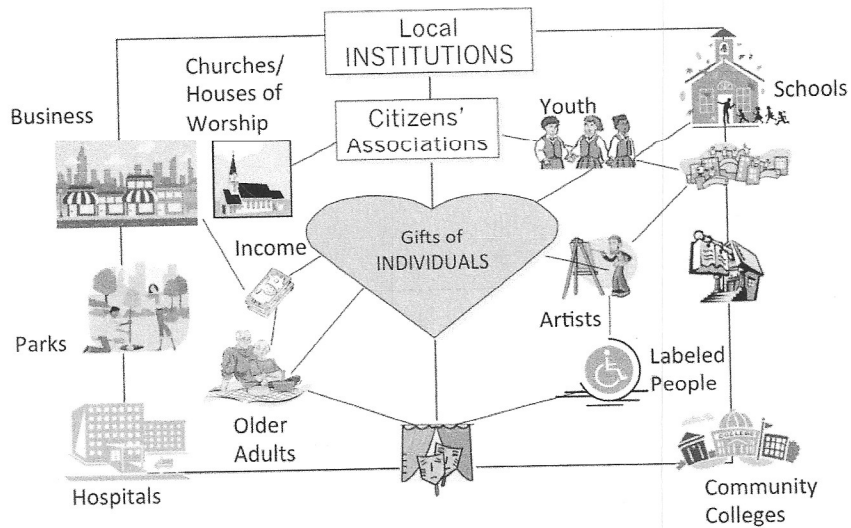 Local
INSTITUTIONS
Churches/
Houses of
Worship
Business
Citizens'
Associations
Youth
Schools
Income
Gifts of
INDIVIDUALS
Parks
Artists
Labeled
People
Older
Adults
Hospitals
COLLEGE
Community
Colleges